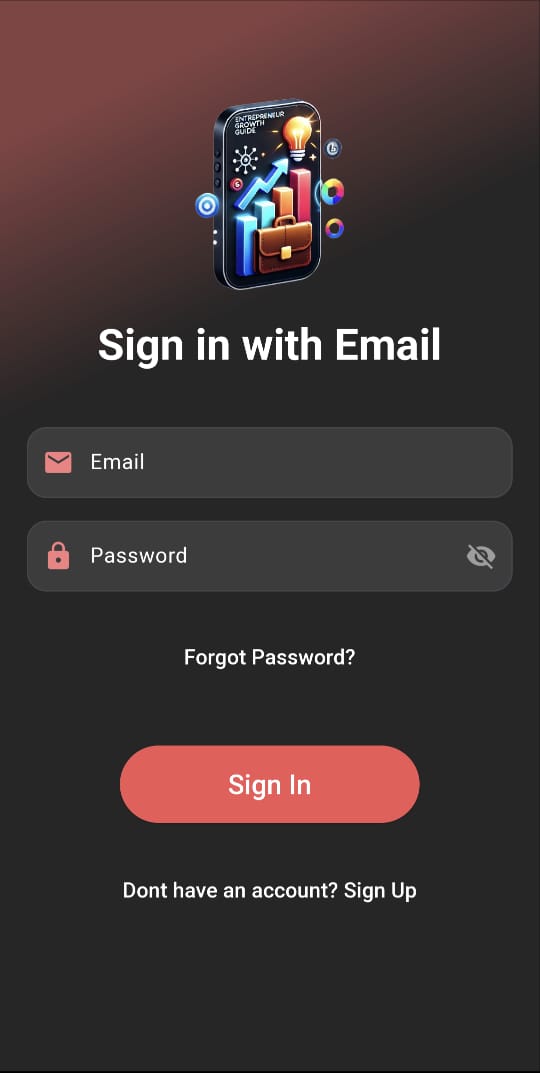 ENTREPRENEUR
GROWTH
GUIDE
Sign in with Email
Email
Password
Forgot Password?
Sign In
Dont have an account? Sign Up